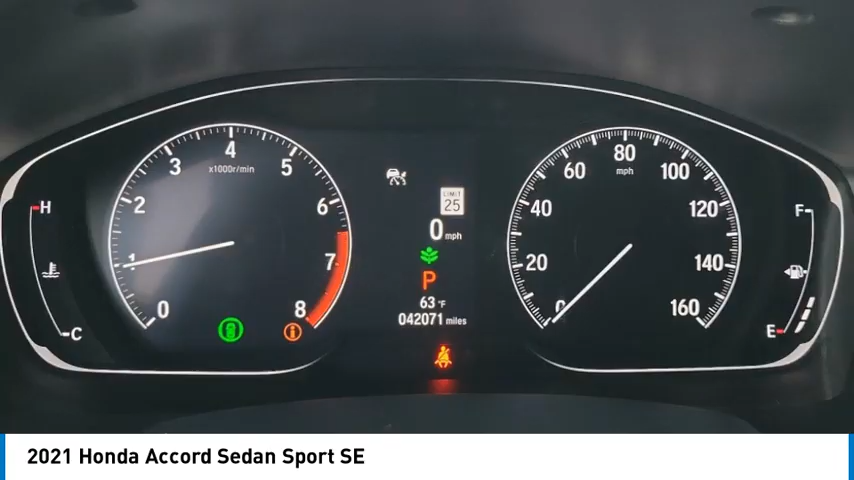 4
3
5
x1000r/min
2
6
1
7
0
8
H
C
LIMIT
25
0 mph
P
63 °F
042071 miles
80
60
100
mph
40
120
20
140
0
160
F
E
2021 Honda Accord Sedan Sport SE